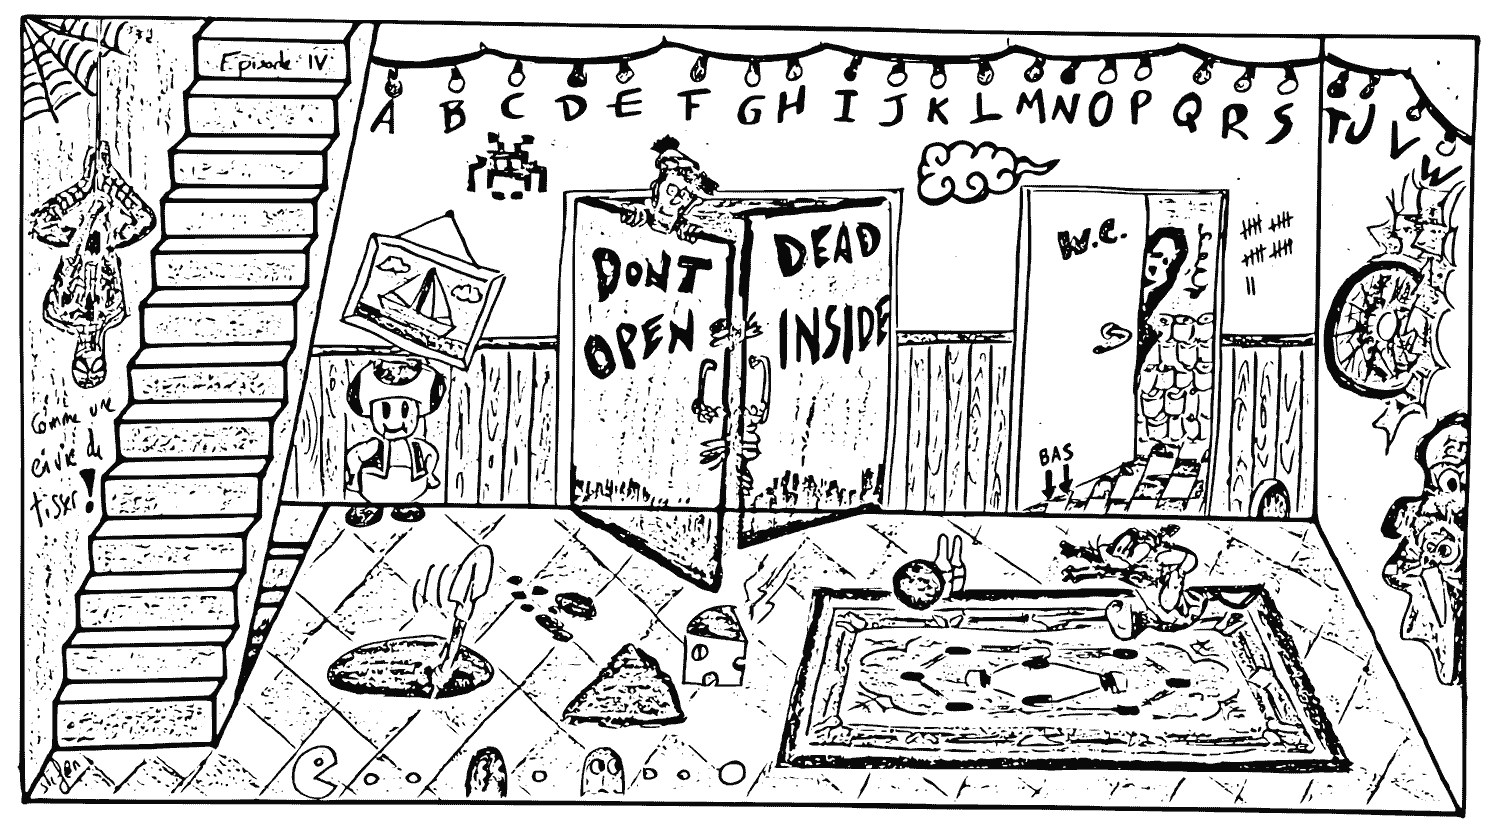 Episode IV
A B C D E F G H I J K L M N O P Q R S T U V W
DONT
OPEN
DEAD
INSIDE
W.C.
BAS
Comme une
envie de
tisser!